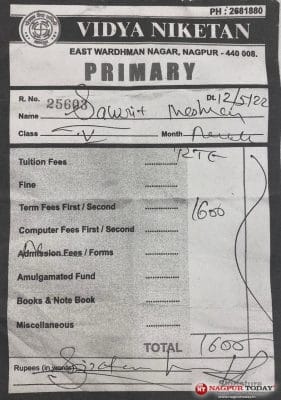 PH : 2681880
VIDYA NIKETAN
EAST WARDHMAN NAGAR, NAGPUR - 440 008.
PRIMARY
R. No. 25603 Dt. 12/5/22
Name
Class V Month
Tuition Fees RTE
Fine
Term Fees First / Second 1600
Computer Fees First / Second
Admission Fees / Forms
Amulgamated Fund
Books & Note Book
Miscellaneous
TOTAL 1600
Rupees (in words)
Signature
NT NAGPUR TODAY